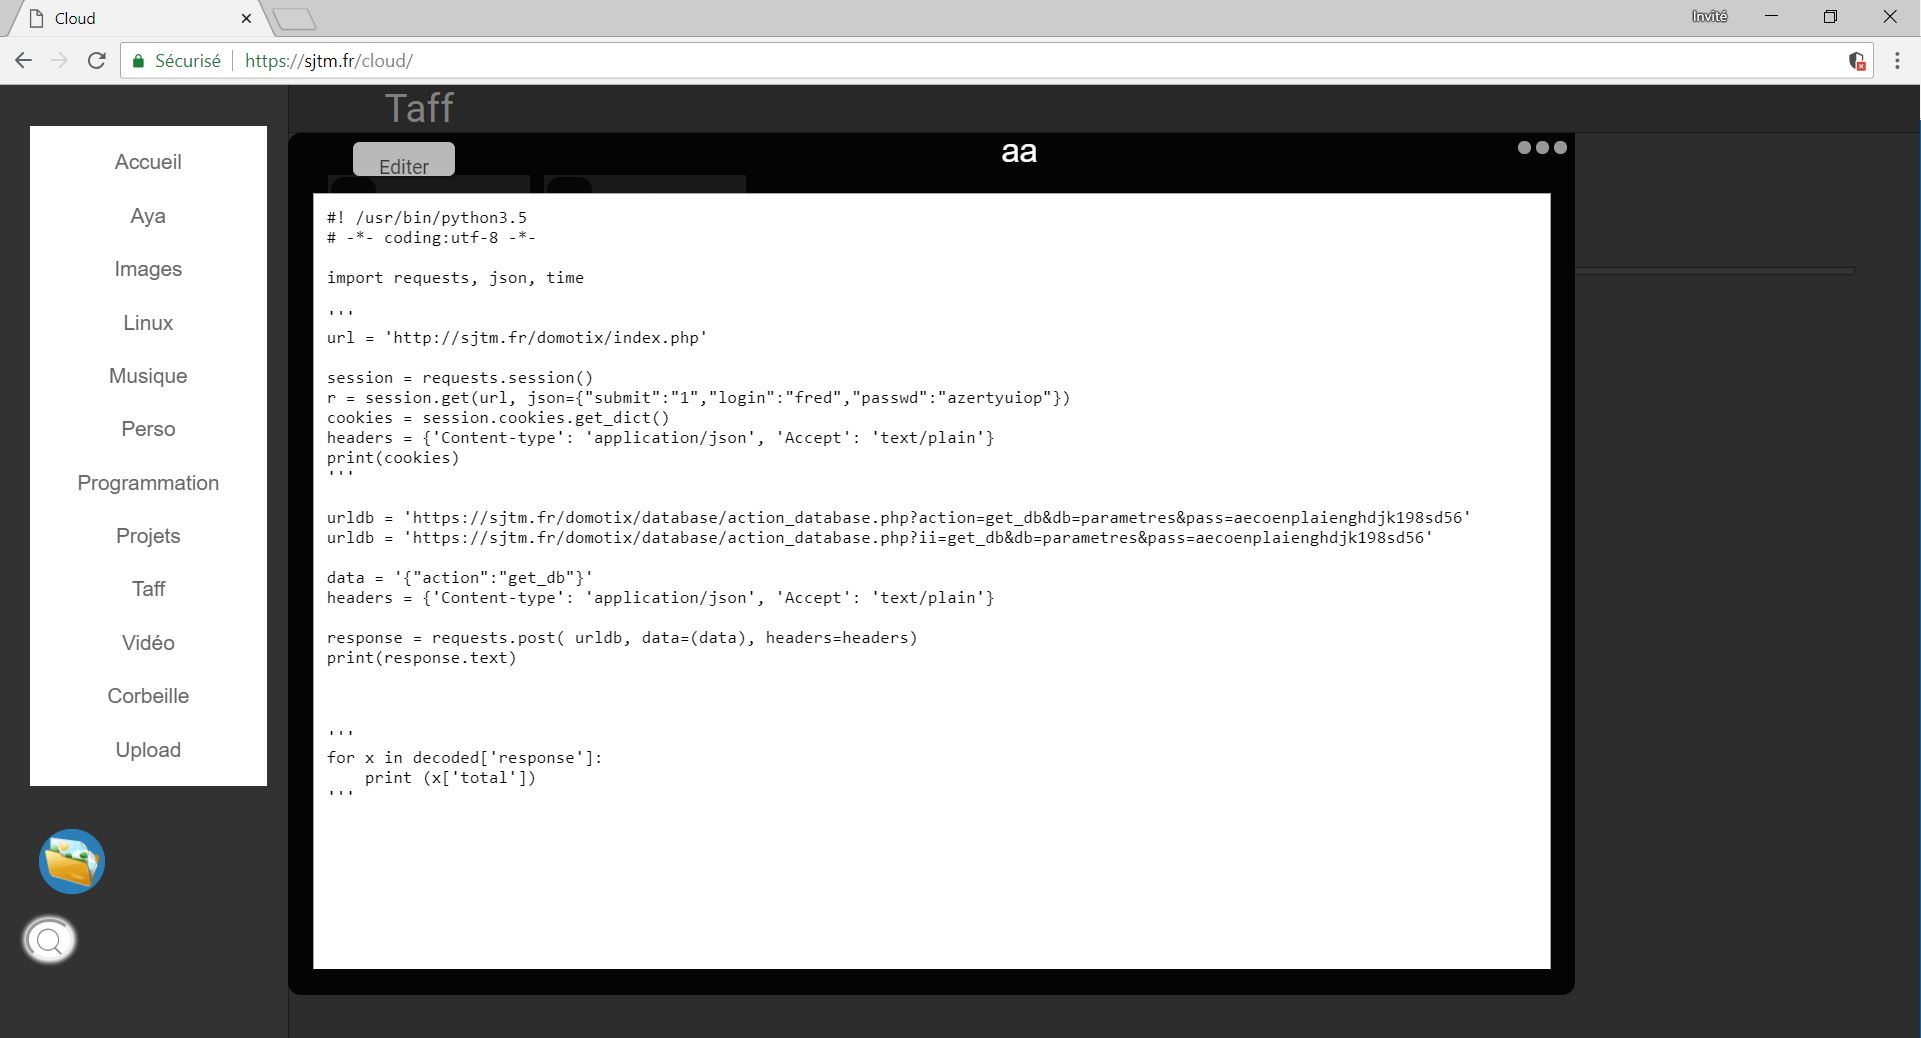 Cloud
Invité
Sécurisé
https://sjtm.fr/cloud/
Taff
Accueil
Aya
Images
Linux
Musique
Perso
Programmation
Projets
Taff
Vidéo
Corbeille
Upload
Editer
aa
#! /usr/bin/python3.5
# -*- coding:utf-8 -*-
import requests, json, time
'''
url = 'http://sjtm.fr/domotix/index.php'
session = requests.session()
r = session.get(url, json={"submit":"1","login":"fred","passwd":"azertyuiop"})
cookies = session.cookies.get_dict()
headers = {'Content-type': 'application/json', 'Accept': 'text/plain'}
print(cookies)
'''
urldb = 'https://sjtm.fr/domotix/database/action_database.php?action=get_db&db=parametres&pass=aecoenplaienghdjk198sd56'
urldb = 'https://sjtm.fr/domotix/database/action_database.php?ii=get_db&db=parametres&pass=aecoenplaienghdjk198sd56'
data = '{"action":"get_db"}'
headers = {'Content-type': 'application/json', 'Accept': 'text/plain'}
response = requests.post( urldb, data=(data), headers=headers)
print(response.text)
'''
for x in decoded['response']:
    print (x['total'])
'''